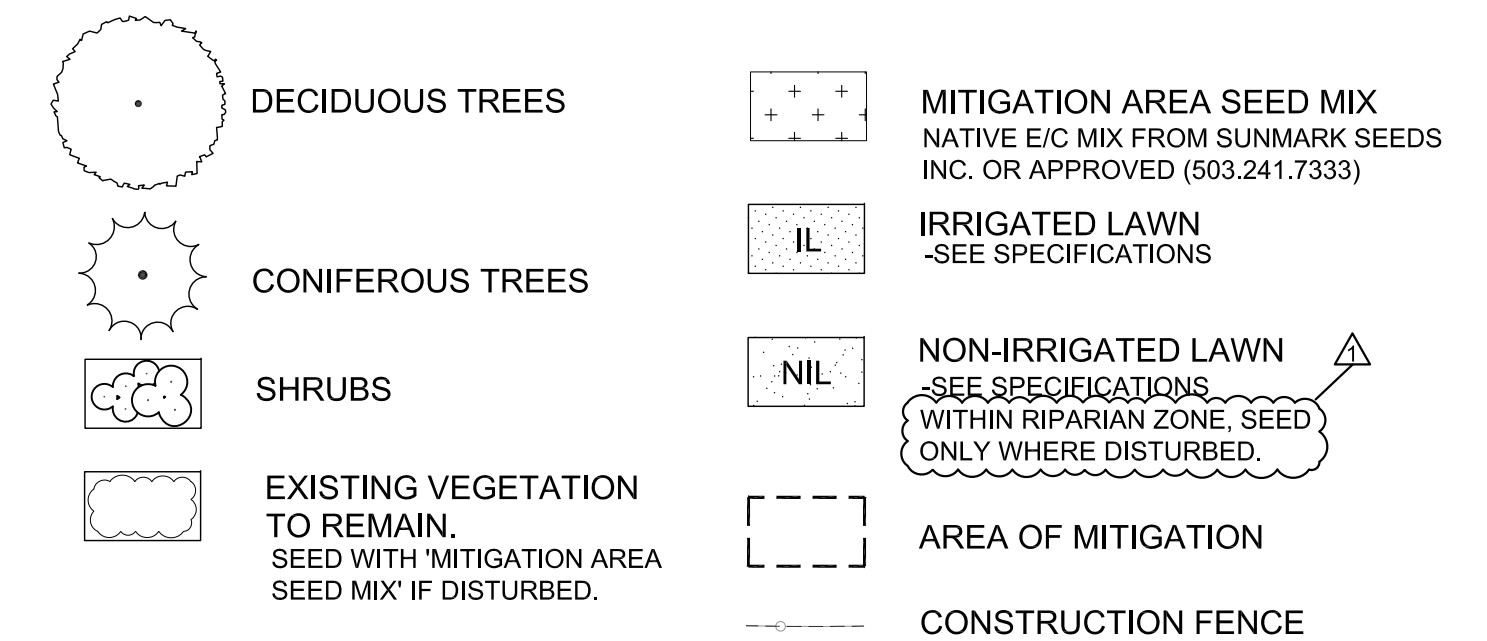 DECIDUOUS TREES
CONIFEROUS TREES
SHRUBS
EXISTING VEGETATION
TO REMAIN.
SEED WITH 'MITIGATION AREA
SEED MIX' IF DISTURBED.
MITIGATION AREA SEED MIX
NATIVE E/C MIX FROM SUNMARK SEEDS
INC. OR APPROVED (503.241.7333)
IL
IRRIGATED LAWN
-SEE SPECIFICATIONS
NIL
NON-IRRIGATED LAWN
1
-SEE SPECIFICATIONS
WITHIN RIPARIAN ZONE, SEED
ONLY WHERE DISTURBED.
AREA OF MITIGATION
CONSTRUCTION FENCE